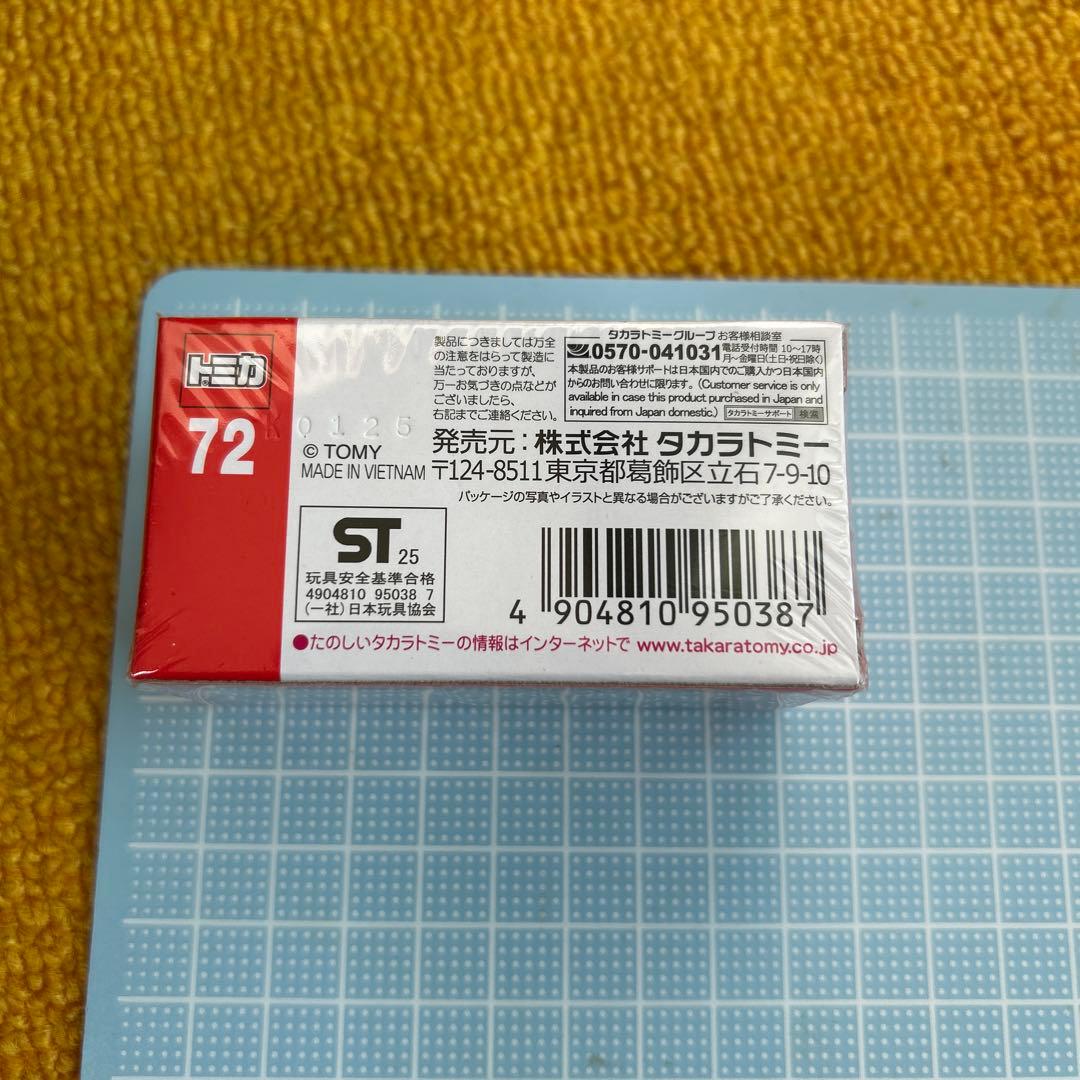 トミカ®
72
K0125
© TOMY
MADE IN VIETNAM
製品につきましては万全
の注意をはらって製造に
当たっておりますが、
万一お気づきの点などが
ございましたら、
右記までご連絡ください。
タカラトミーグループ お客様相談室
0570-041031 電話受付時間 10〜17時
月〜金曜日(土日・祝日除く)
本製品のお客様サポートは日本国内でのご購入かつ日本国内
からのお問い合わせに限ります。(Customer service is only
available in case this product purchased in Japan and
inquired from Japan domestic.) タカラトミーサポート 検索
発売元:株式会社 タカラトミー
〒124-8511 東京都葛飾区立石7-9-10
パッケージの写真やイラストと異なる場合がございますがご了承ください。
ST 25
玩具安全基準合格
4904810 95038 7
(一社)日本玩具協会
4 904810 950387
●たのしいタカラトミーの情報はインターネットで www.takaratomy.co.jp